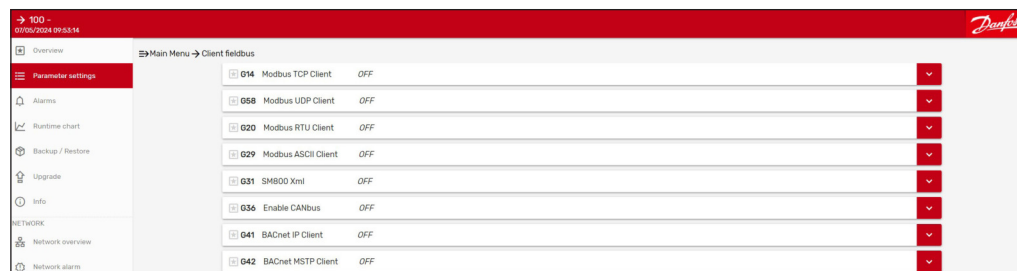 → 100 -
07/05/2024 09:53:14
Danfoss
Overview
Main Menu → Client fieldbus
Parameter settings
Alarms
Runtime chart
Backup / Restore
Upgrade
Info
NETWORK
Network overview
Network alarm
G14 Modbus TCP Client OFF
G58 Modbus UDP Client OFF
G20 Modbus RTU Client OFF
G29 Modbus ASCII Client OFF
G31 SM800 Xml OFF
G36 Enable CANbus OFF
G41 BACnet IP Client OFF
G42 BACnet MSTP Client OFF